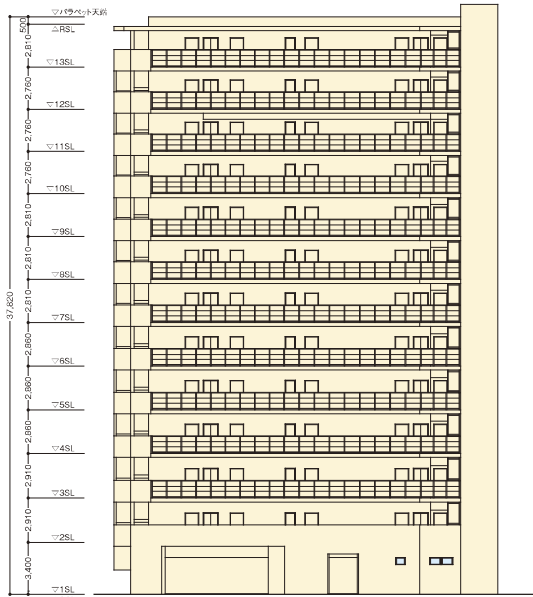 ▽パラペット天端
500
△RSL
2,810
▽13SL
2,760
▽12SL
2,760
▽11SL
2,760
▽10SL
2,810
▽9SL
2,810
▽8SL
37,820
2,810
▽7SL
2,860
▽6SL
2,860
▽5SL
2,860
▽4SL
2,910
▽3SL
2,910
▽2SL
3,400
▽1SL